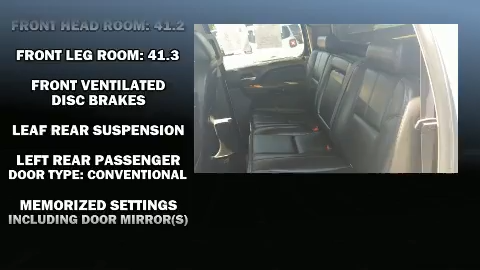 FRONT HEAD ROOM: 41.2
FRONT LEG ROOM: 41.3
FRONT VENTILATED
DISC BRAKES
LEAF REAR SUSPENSION
LEFT REAR PASSENGER
DOOR TYPE: CONVENTIONAL
MEMORIZED SETTINGS
INCLUDING DOOR MIRROR(S)